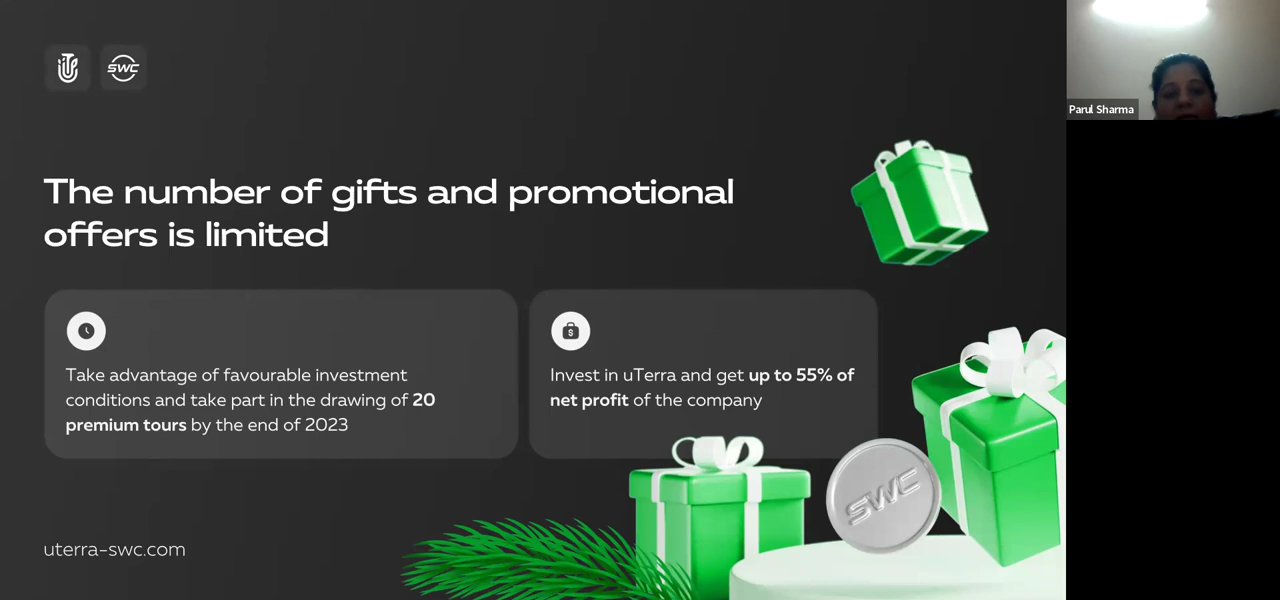 SWC
The number of gifts and promotional
offers is limited
Take advantage of favourable investment
conditions and take part in the drawing of 20
premium tours by the end of 2023
Invest in uTerra and get up to 55% of
net profit of the company
SWC
uterra-swc.com
Parul Sharma